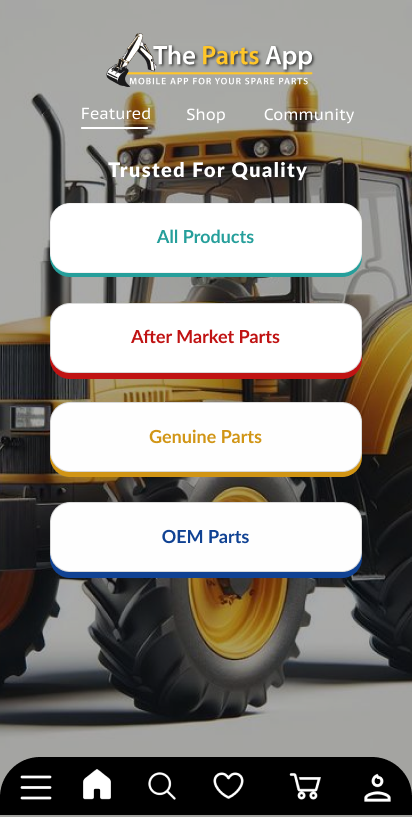 The Parts App
MOBILE APP FOR YOUR SPARE PARTS
Featured Shop Community
Trusted For Quality
All Products
After Market Parts
Genuine Parts
OEM Parts